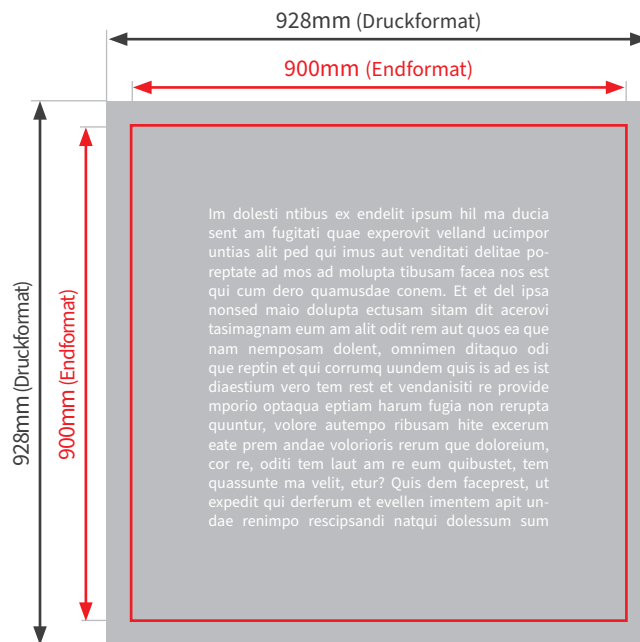 928mm (Druckformat)
900mm (Endformat)
928mm (Druckformat)
900mm (Endformat)
Im dolesti ntibus ex endelit ipsum hil ma ducia
sent am fugitati quae experovit velland ucimpor
untias alit ped qui imus aut venditati delitae po-
reptate ad mos ad molupta tibusam facea nos est
qui cum dero quamusdae conem. Et et del ipsa
nonsed maio dolupta ectusam sitam dit acerovi
tasimagnam eum am alit odit rem aut quos ea que
nam nemposam dolent, omnimen ditaquo odi
que reptin et qui corrumq uundem quis is ad es ist
diaestium vero tem rest et vendanisiti re provide
mporio optaqua eptiam harum fugia non rerupta
quuntur, volore autempo ribusam hite excerum
eate prem andae volorioris rerum que doloreium,
cor re, oditi tem laut am re eum quibustet, tem
quassunte ma velit, etur? Quis dem faceprest, ut
expedit qui derferum et evellen imentem apit un-
dae renimpo rescipsandi natqui dolessum sum